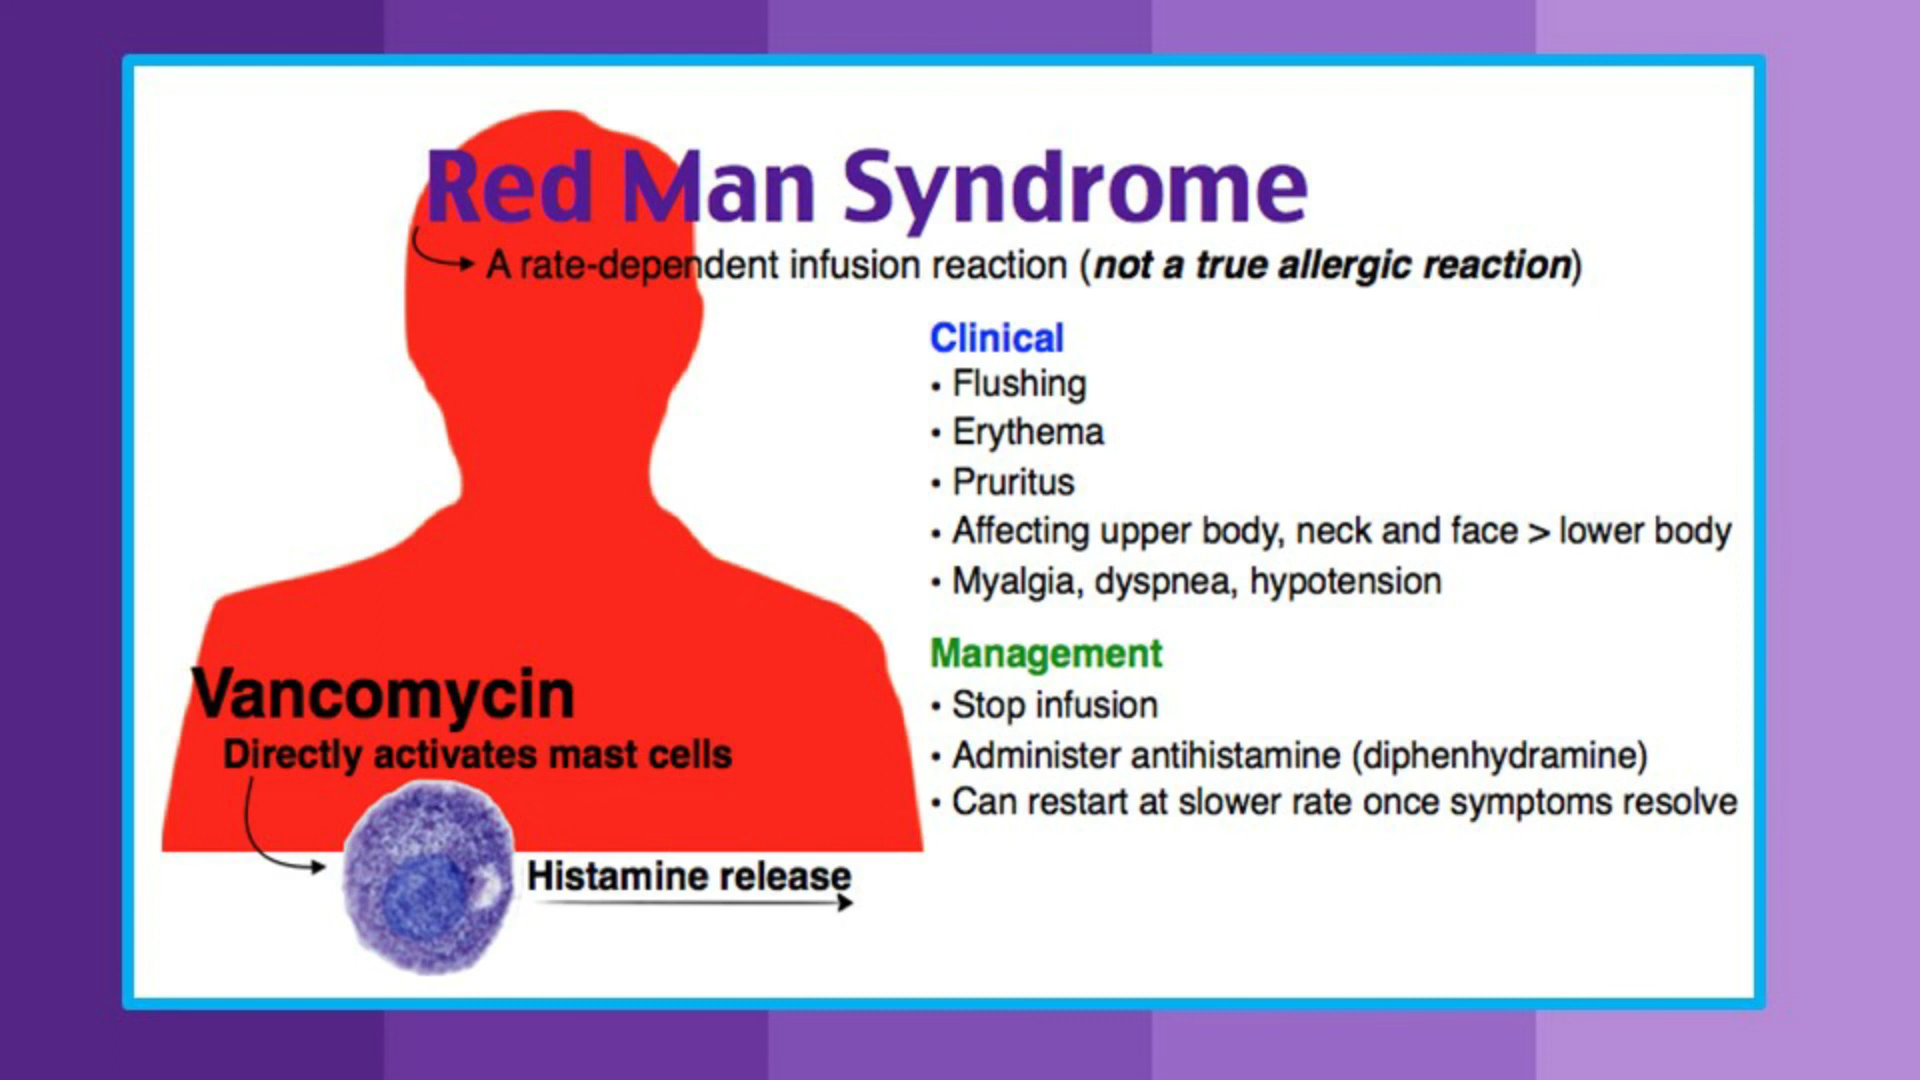 Red Man Syndrome
A rate-dependent infusion reaction (not a true allergic reaction)
Clinical
• Flushing
• Erythema
• Pruritus
• Affecting upper body, neck and face > lower body
• Myalgia, dyspnea, hypotension
Management
• Stop infusion
• Administer antihistamine (diphenhydramine)
• Can restart at slower rate once symptoms resolve
Vancomycin
Directly activates mast cells
Histamine release